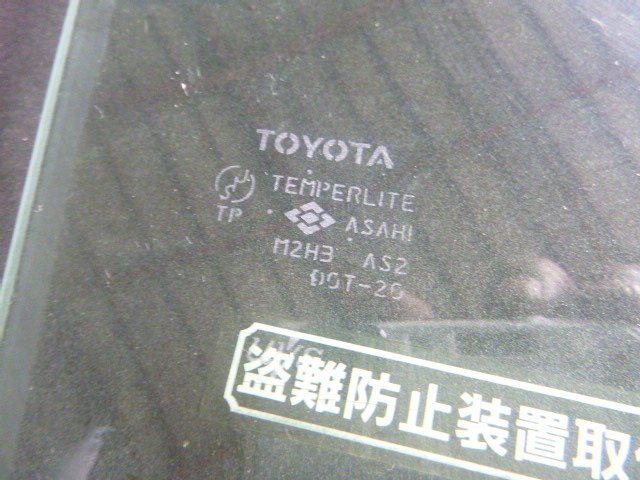 TOYOTA
TEMPERLITE
TP
ASAHI
M2H3 AS2
DOT-20
盗難防止装置取